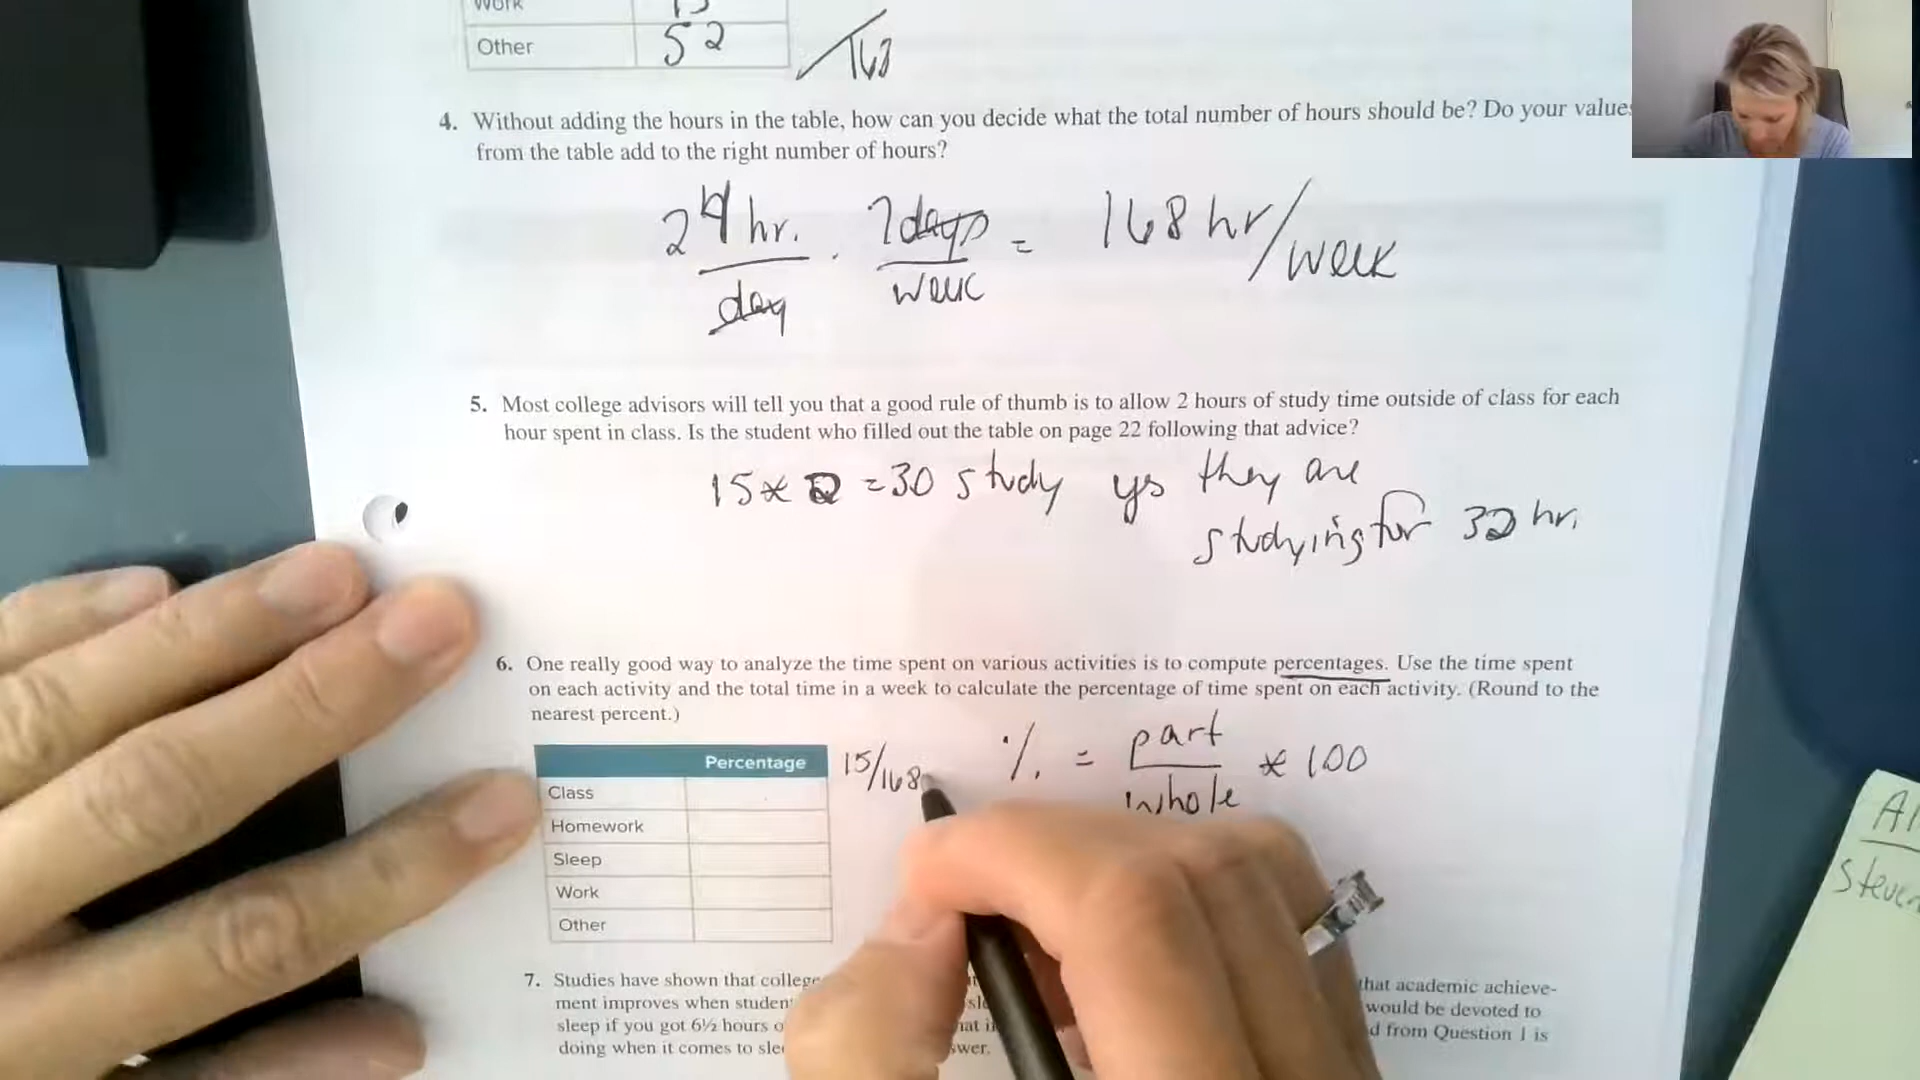 Work
Other 52 /168
4. Without adding the hours in the table, how can you decide what the total number of hours should be? Do your values
from the table add to the right number of hours?
24 hr. / day · 7 days / week = 168 hr/week
5. Most college advisors will tell you that a good rule of thumb is to allow 2 hours of study time outside of class for each
hour spent in class. Is the student who filled out the table on page 22 following that advice?
15 * 2 = 30 study ys they are
studying for 32 hr.
6. One really good way to analyze the time spent on various activities is to compute percentages. Use the time spent
on each activity and the total time in a week to calculate the percentage of time spent on each activity. (Round to the
nearest percent.)
% = part / whole * 100
Percentage 15/168
Class
Homework
Sleep
Work
Other
7. Studies have shown that college that academic achieve-
ment improves when student would be devoted to
sleep if you got 6½ hours from Question 1 is
doing when it comes to swer.
Steven